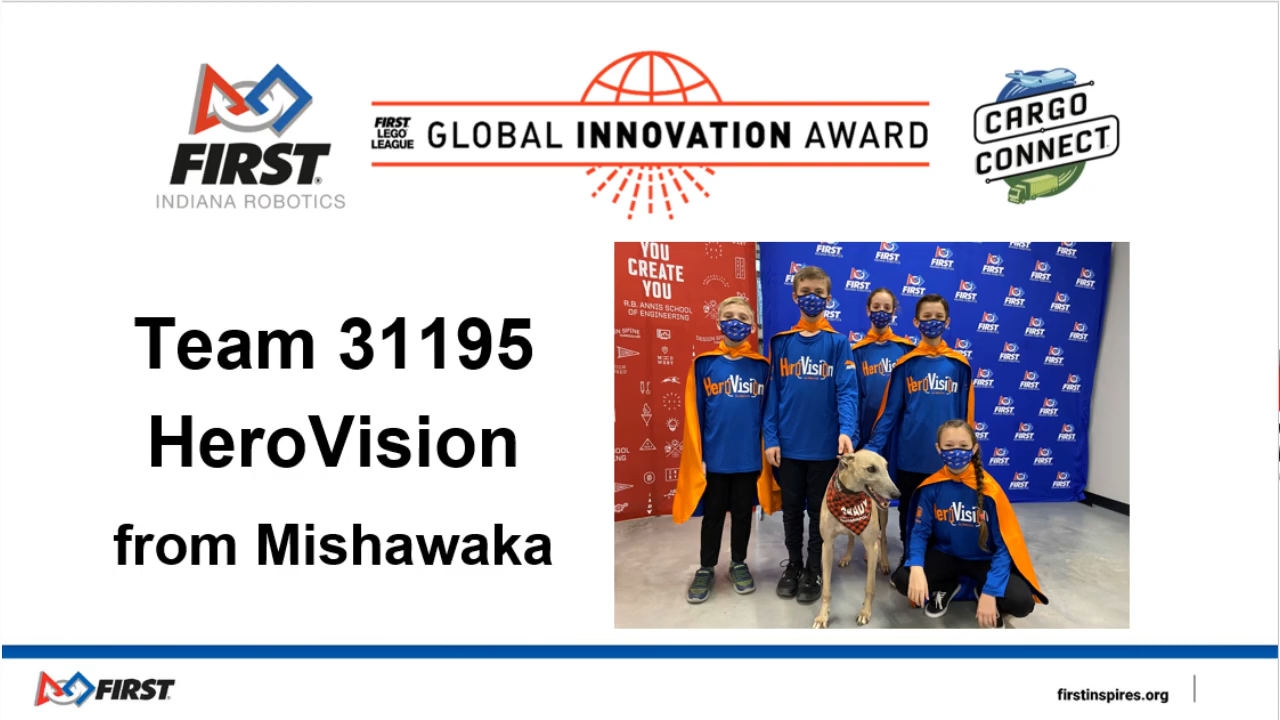 FIRST
INDIANA ROBOTICS
FIRST
LEGO
LEAGUE
GLOBAL INNOVATION AWARD
CARGO
CONNECT
Team 31195
HeroVision
from Mishawaka
YOU
CREATE
YOU
R.B. ANNIS SCHOOL
OF ENGINEERING
FIRST
HeroVision
HeroVision
HeroVision
FIRST
firstinspires.org